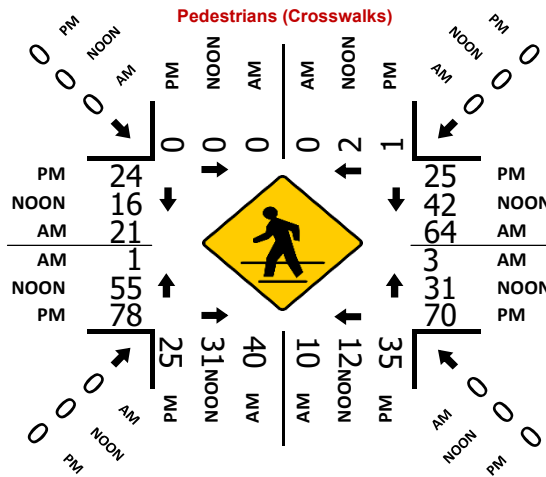 Pedestrians (Crosswalks)
PM NOON AM
0 0 0
PM NOON AM AM NOON PM
0 0 0 0 2 1
PM NOON AM
0 0 0
PM 24 25 PM
NOON 16 42 NOON
AM 21 64 AM
AM 1 3 AM
NOON 55 31 NOON
PM 78 70 PM
25 31 40 10 12 35
PM NOON AM AM NOON PM
0 0 0
AM NOON PM
0 0 0
AM NOON PM